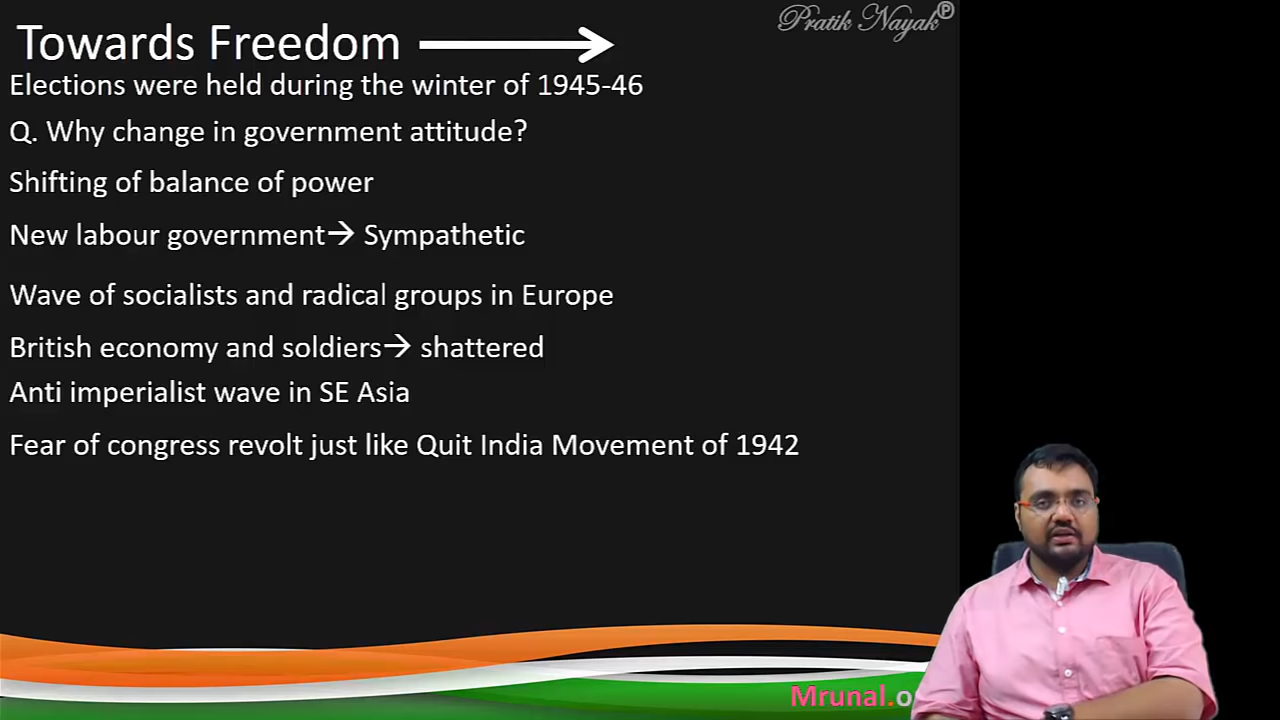 Pratik Nayak ℗
Towards Freedom →
Elections were held during the winter of 1945-46
Q. Why change in government attitude?
Shifting of balance of power
New labour government→ Sympathetic
Wave of socialists and radical groups in Europe
British economy and soldiers→ shattered
Anti imperialist wave in SE Asia
Fear of congress revolt just like Quit India Movement of 1942
Mrunal.o